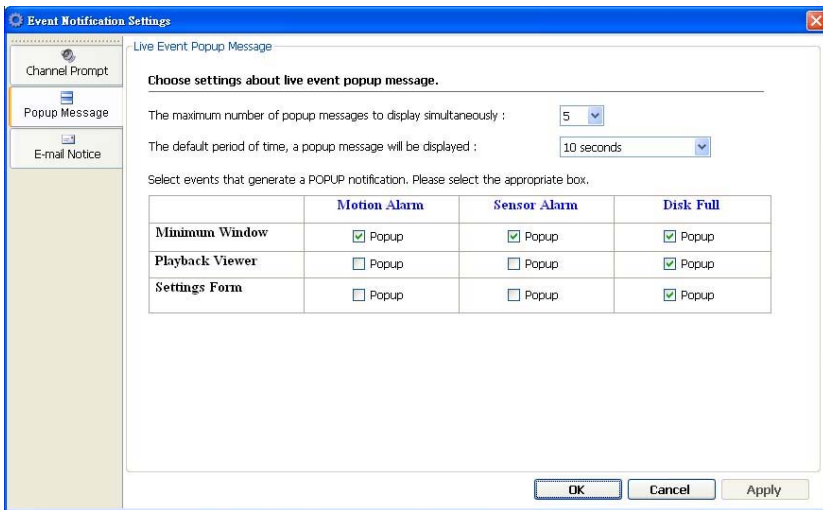 Event Notification Settings
Channel Prompt
Popup Message
E-mail Notice
Live Event Popup Message
Choose settings about live event popup message.
The maximum number of popup messages to display simultaneously : 5
The default period of time, a popup message will be displayed : 10 seconds
Select events that generate a POPUP notification. Please select the appropriate box.
Motion Alarm Sensor Alarm Disk Full
Minimum Window Popup Popup Popup
Playback Viewer Popup Popup Popup
Settings Form Popup Popup Popup
OK Cancel Apply